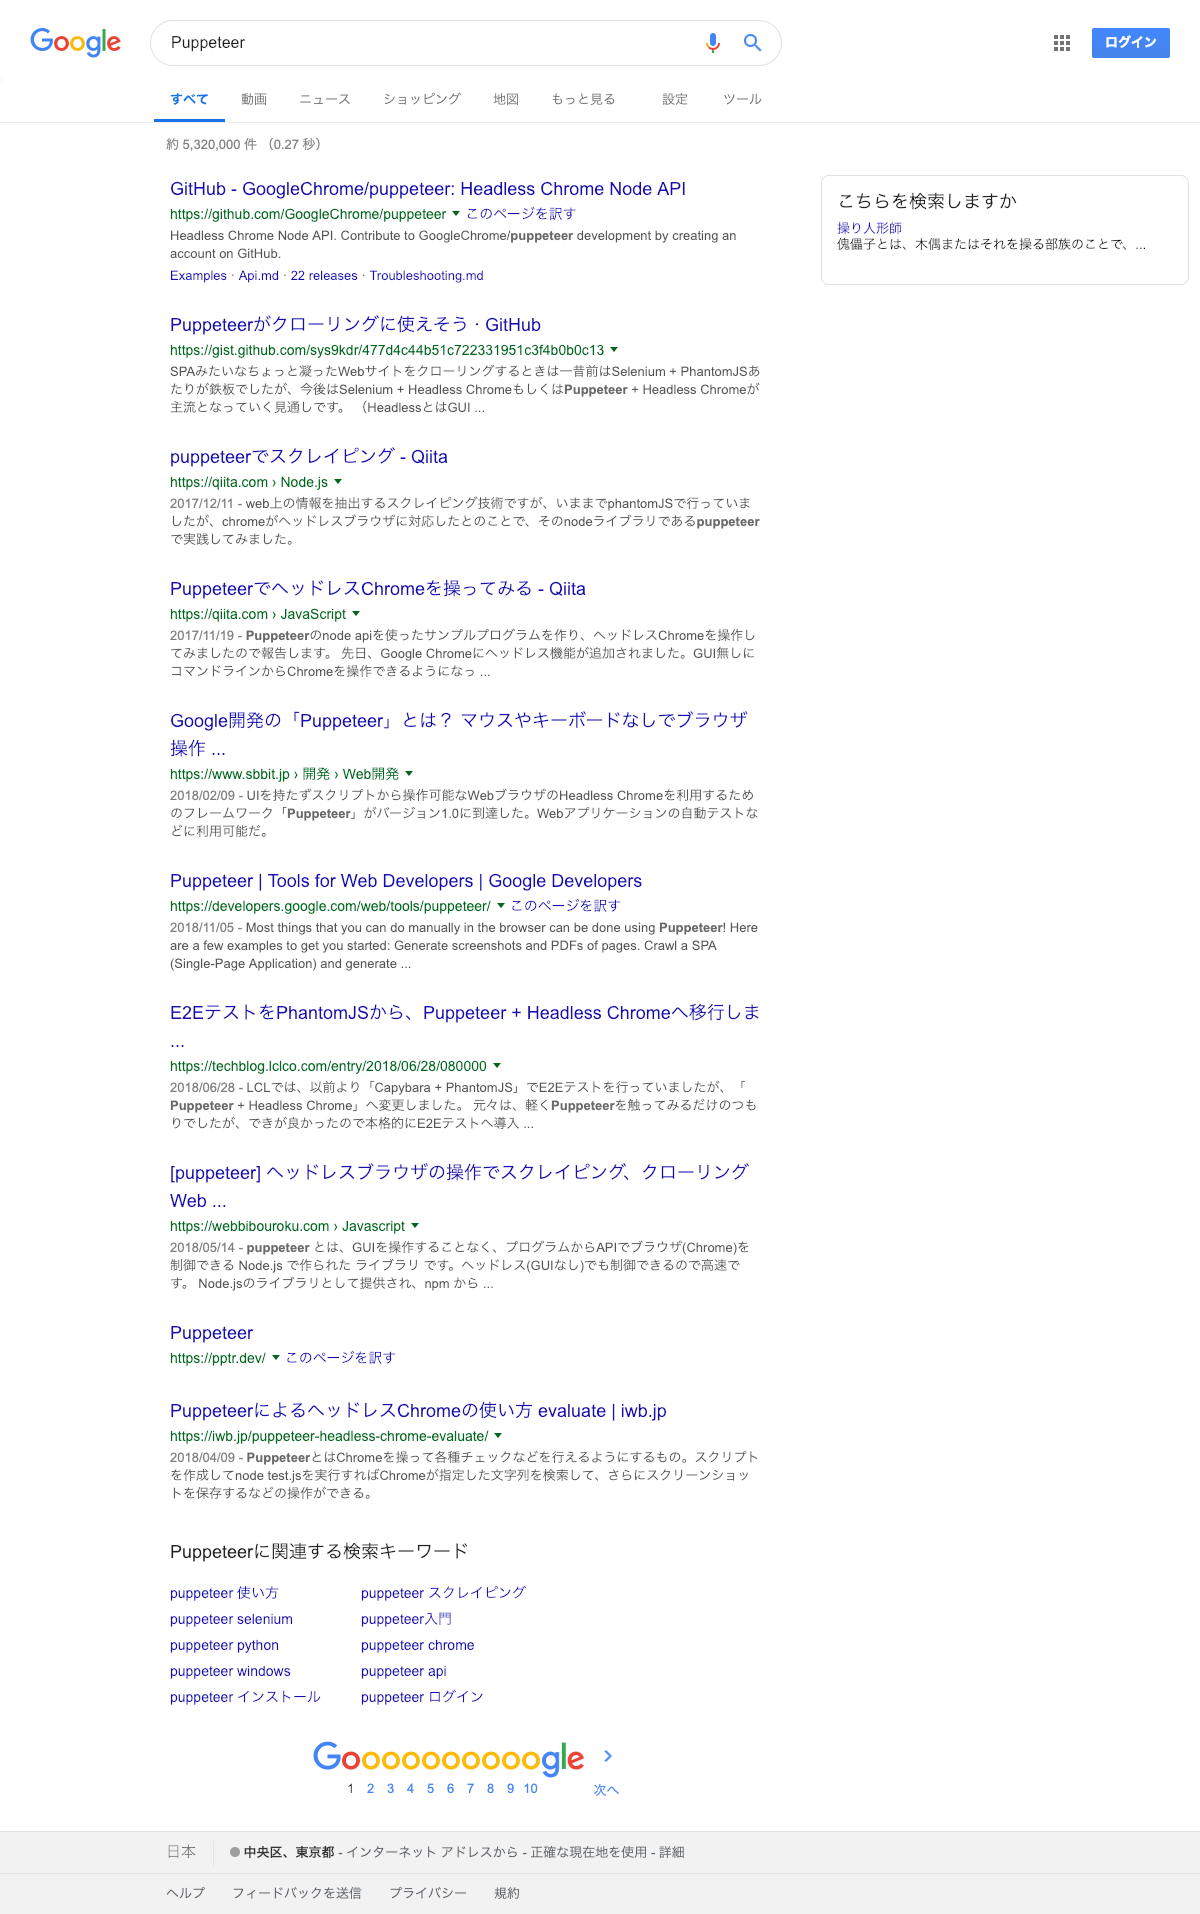 Google
Puppeteer
ログイン
すべて 動画 ニュース ショッピング 地図 もっと見る 設定 ツール
約 5,320,000 件 （0.27 秒）
GitHub - GoogleChrome/puppeteer: Headless Chrome Node API
https://github.com/GoogleChrome/puppeteer ▼ このページを訳す
Headless Chrome Node API. Contribute to GoogleChrome/puppeteer development by creating an
account on GitHub.
Examples · Api.md · 22 releases · Troubleshooting.md
こちらを検索しますか
操り人形師
傀儡子とは、木偶またはそれを操る部族のことで、...
Puppeteerがクローリングに使えそう · GitHub
https://gist.github.com/sys9kdr/477d4c44b51c722331951c3f4b0b0c13 ▼
SPAみたいなちょっと凝ったWebサイトをクローリングするときは一昔前はSelenium + PhantomJSあ
たりが鉄板でしたが、今後はSelenium + Headless ChromeもしくはPuppeteer + Headless Chromeが
主流となっていく見通しです。 （HeadlessとはGUI ...
puppeteerでスクレイピング - Qiita
https://qiita.com › Node.js ▼
2017/12/11 - web上の情報を抽出するスクレイピング技術ですが、いままでphantomJSで行っていま
したが、chromeがヘッドレスブラウザに対応したとのことで、そのnodeライブラリであるpuppeteer
で実践してみました。
PuppeteerでヘッドレスChromeを操ってみる - Qiita
https://qiita.com › JavaScript ▼
2017/11/19 - Puppeteerのnode apiを使ったサンプルプログラムを作り、ヘッドレスChromeを操作し
てみましたので報告します。 先日、Google Chromeにヘッドレス機能が追加されました。GUI無しに
コマンドラインからChromeを操作できるようになっ ...
Google開発の「Puppeteer」とは？ マウスやキーボードなしでブラウザ
操作 ...
https://www.sbbit.jp › 開発 › Web開発 ▼
2018/02/09 - UIを持たずスクリプトから操作可能なWebブラウザのHeadless Chromeを利用するため
のフレームワーク「Puppeteer」がバージョン1.0に到達した。Webアプリケーションの自動テストな
どに利用可能だ。
Puppeteer | Tools for Web Developers | Google Developers
https://developers.google.com/web/tools/puppeteer/ ▼ このページを訳す
2018/11/05 - Most things that you can do manually in the browser can be done using Puppeteer! Here
are a few examples to get you started: Generate screenshots and PDFs of pages. Crawl a SPA
(Single-Page Application) and generate ...
E2EテストをPhantomJSから、Puppeteer + Headless Chromeへ移行しま
...
https://techblog.lclco.com/entry/2018/06/28/080000 ▼
2018/06/28 - LCLでは、以前より「Capybara + PhantomJS」でE2Eテストを行っていましたが、「
Puppeteer + Headless Chrome」へ変更しました。 元々は、軽くPuppeteerを触ってみるだけのつも
りでしたが、できが良かったので本格的にE2Eテストへ導入 ...
[puppeteer] ヘッドレスブラウザの操作でスクレイピング、クローリング
Web ...
https://webbibouroku.com › Javascript ▼
2018/05/14 - puppeteer とは、GUIを操作することなく、プログラムからAPIでブラウザ(Chrome)を
制御できる Node.js で作られた ライブラリ です。ヘッドレス(GUIなし)でも制御できるので高速で
す。 Node.jsのライブラリとして提供され、npm から ...
Puppeteer
https://pptr.dev/ ▼ このページを訳す
PuppeteerによるヘッドレスChromeの使い方 evaluate | iwb.jp
https://iwb.jp/puppeteer-headless-chrome-evaluate/ ▼
2018/04/09 - PuppeteerとはChromeを操って各種チェックなどを行えるようにするもの。スクリプト
を作成してnode test.jsを実行すればChromeが指定した文字列を検索して、さらにスクリーンショッ
トを保存するなどの操作ができる。
Puppeteerに関連する検索キーワード
puppeteer 使い方 puppeteer スクレイピング
puppeteer selenium puppeteer入門
puppeteer python puppeteer chrome
puppeteer windows puppeteer api
puppeteer インストール puppeteer ログイン
Goooooooooogle
1 2 3 4 5 6 7 8 9 10 次へ
日本 中央区、東京都 - インターネット アドレスから - 正確な現在地を使用 - 詳細
ヘルプ フィードバックを送信 プライバシー 規約